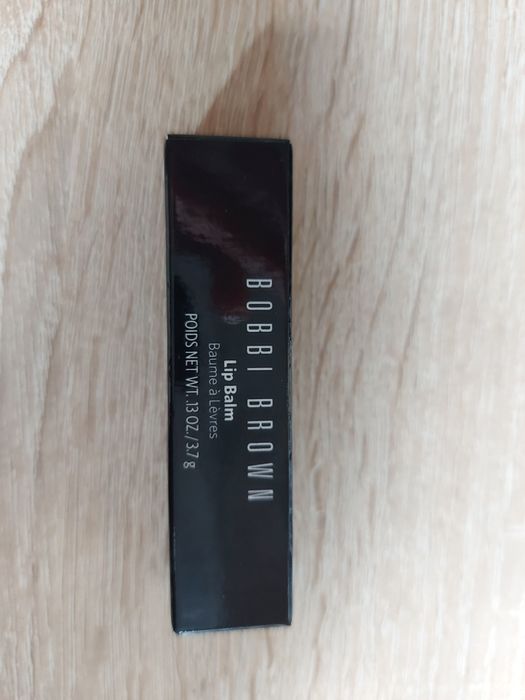 BOBBI BROWN
Lip Balm
Baume à Lèvres
POIDS NET WT. .13 OZ./3.7 g